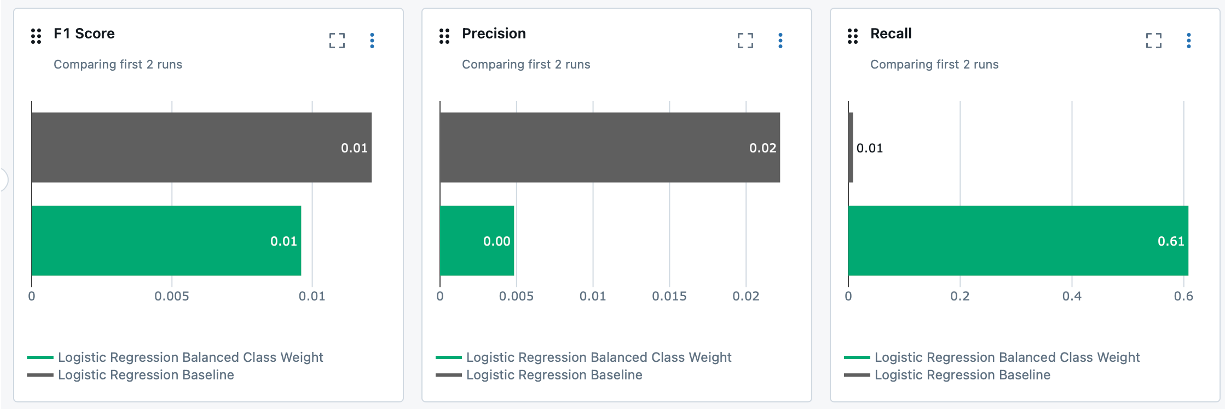 F1 Score
Comparing first 2 runs
0.01
0.01
0 0.005 0.01
Logistic Regression Balanced Class Weight
Logistic Regression Baseline
Precision
Comparing first 2 runs
0.02
0.00
0 0.005 0.01 0.015 0.02
Logistic Regression Balanced Class Weight
Logistic Regression Baseline
Recall
Comparing first 2 runs
0.01
0.61
0 0.2 0.4 0.6
Logistic Regression Balanced Class Weight
Logistic Regression Baseline